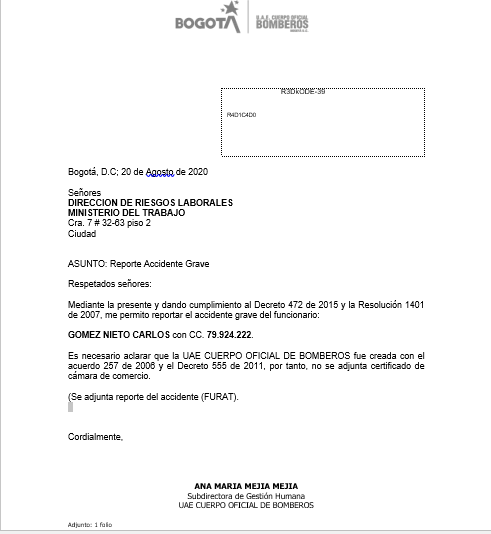 BOGOTÁ
U.A.E. CUERPO OFICIAL
BOMBEROS
R3DkCDE-39
R4D1C4D0
Bogotá, D.C; 20 de Agosto de 2020
Señores
DIRECCION DE RIESGOS LABORALES
MINISTERIO DEL TRABAJO
Cra. 7 # 32-63 piso 2
Ciudad
ASUNTO: Reporte Accidente Grave
Respetados señores:
Mediante la presente y dando cumplimiento al Decreto 472 de 2015 y la Resolución 1401
de 2007, me permito reportar el accidente grave del funcionario:
GOMEZ NIETO CARLOS con CC. 79.924.222.
Es necesario aclarar que la UAE CUERPO OFICIAL DE BOMBEROS fue creada con el
acuerdo 257 de 2006 y el Decreto 555 de 2011, por tanto, no se adjunta certificado de
cámara de comercio.
(Se adjunta reporte del accidente (FURAT).
Cordialmente,
ANA MARIA MEJIA MEJIA
Subdirectora de Gestión Humana
UAE CUERPO OFICIAL DE BOMBEROS
Adjunto: 1 folio